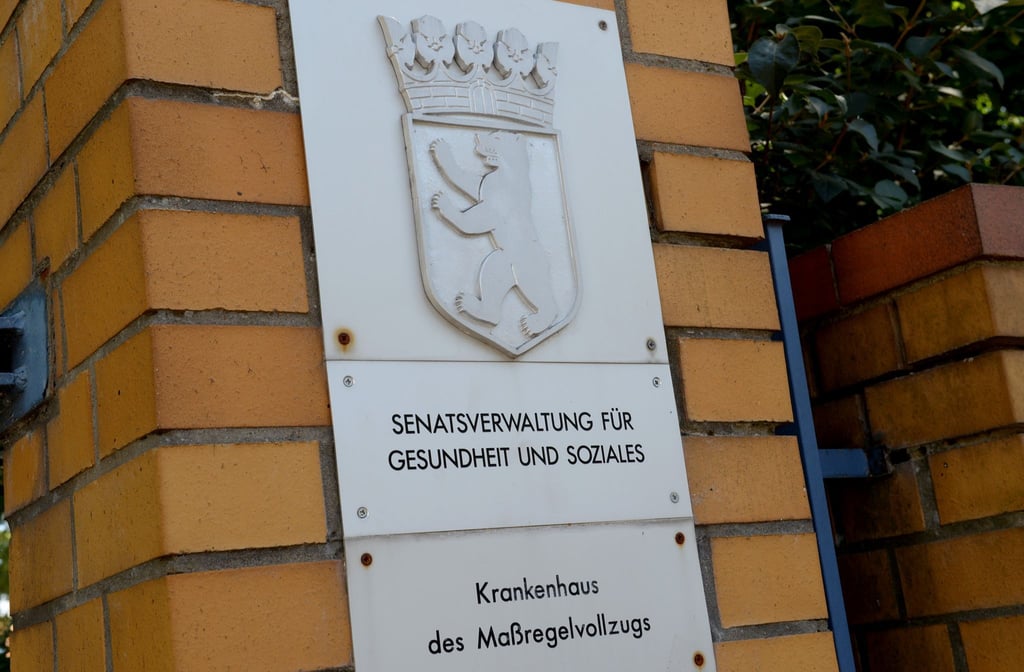 SENATSVERWALTUNG FÜR
GESUNDHEIT UND SOZIALES
Krankenhaus
des Maßregelvollzugs